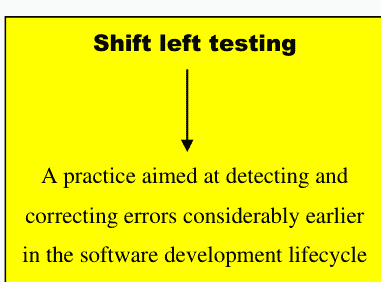 Shift left testing
A practice aimed at detecting and
correcting errors considerably earlier
in the software development lifecycle